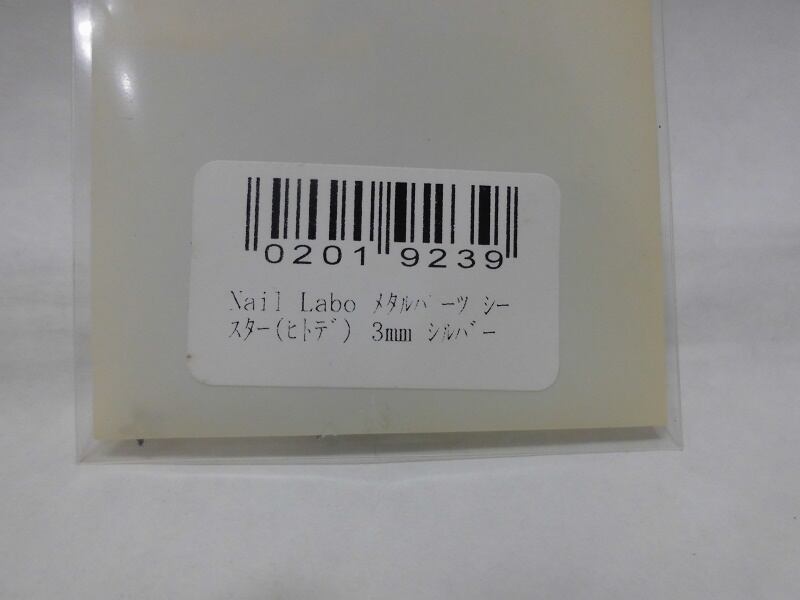 0201 9239
Nail Labo ﾒﾀﾙﾊﾟｰﾂ ｼｰ
ｽﾀｰ(ﾋﾄﾃﾞ) 3mm ｼﾙﾊﾞｰ